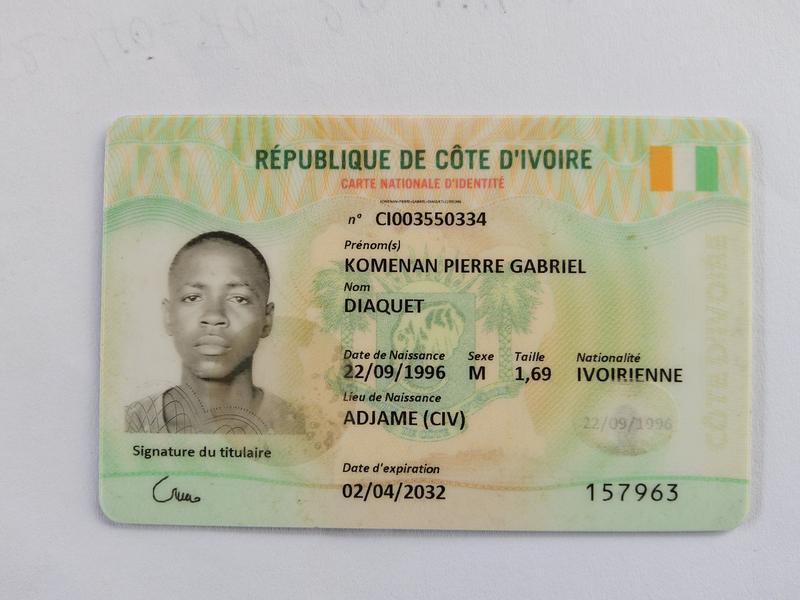 RÉPUBLIQUE DE CÔTE D'IVOIRE
CARTE NATIONALE D'IDENTITÉ
n° CI003550334
Prénom(s)
KOMENAN PIERRE GABRIEL
Nom
DIAQUET
Date de Naissance Sexe Taille Nationalité
22/09/1996 M 1,69 IVOIRIENNE
Lieu de Naissance
ADJAME (CIV)
22/09/1996
Signature du titulaire
Date d'expiration
02/04/2032
157963
CÔTE D'IVOIRE